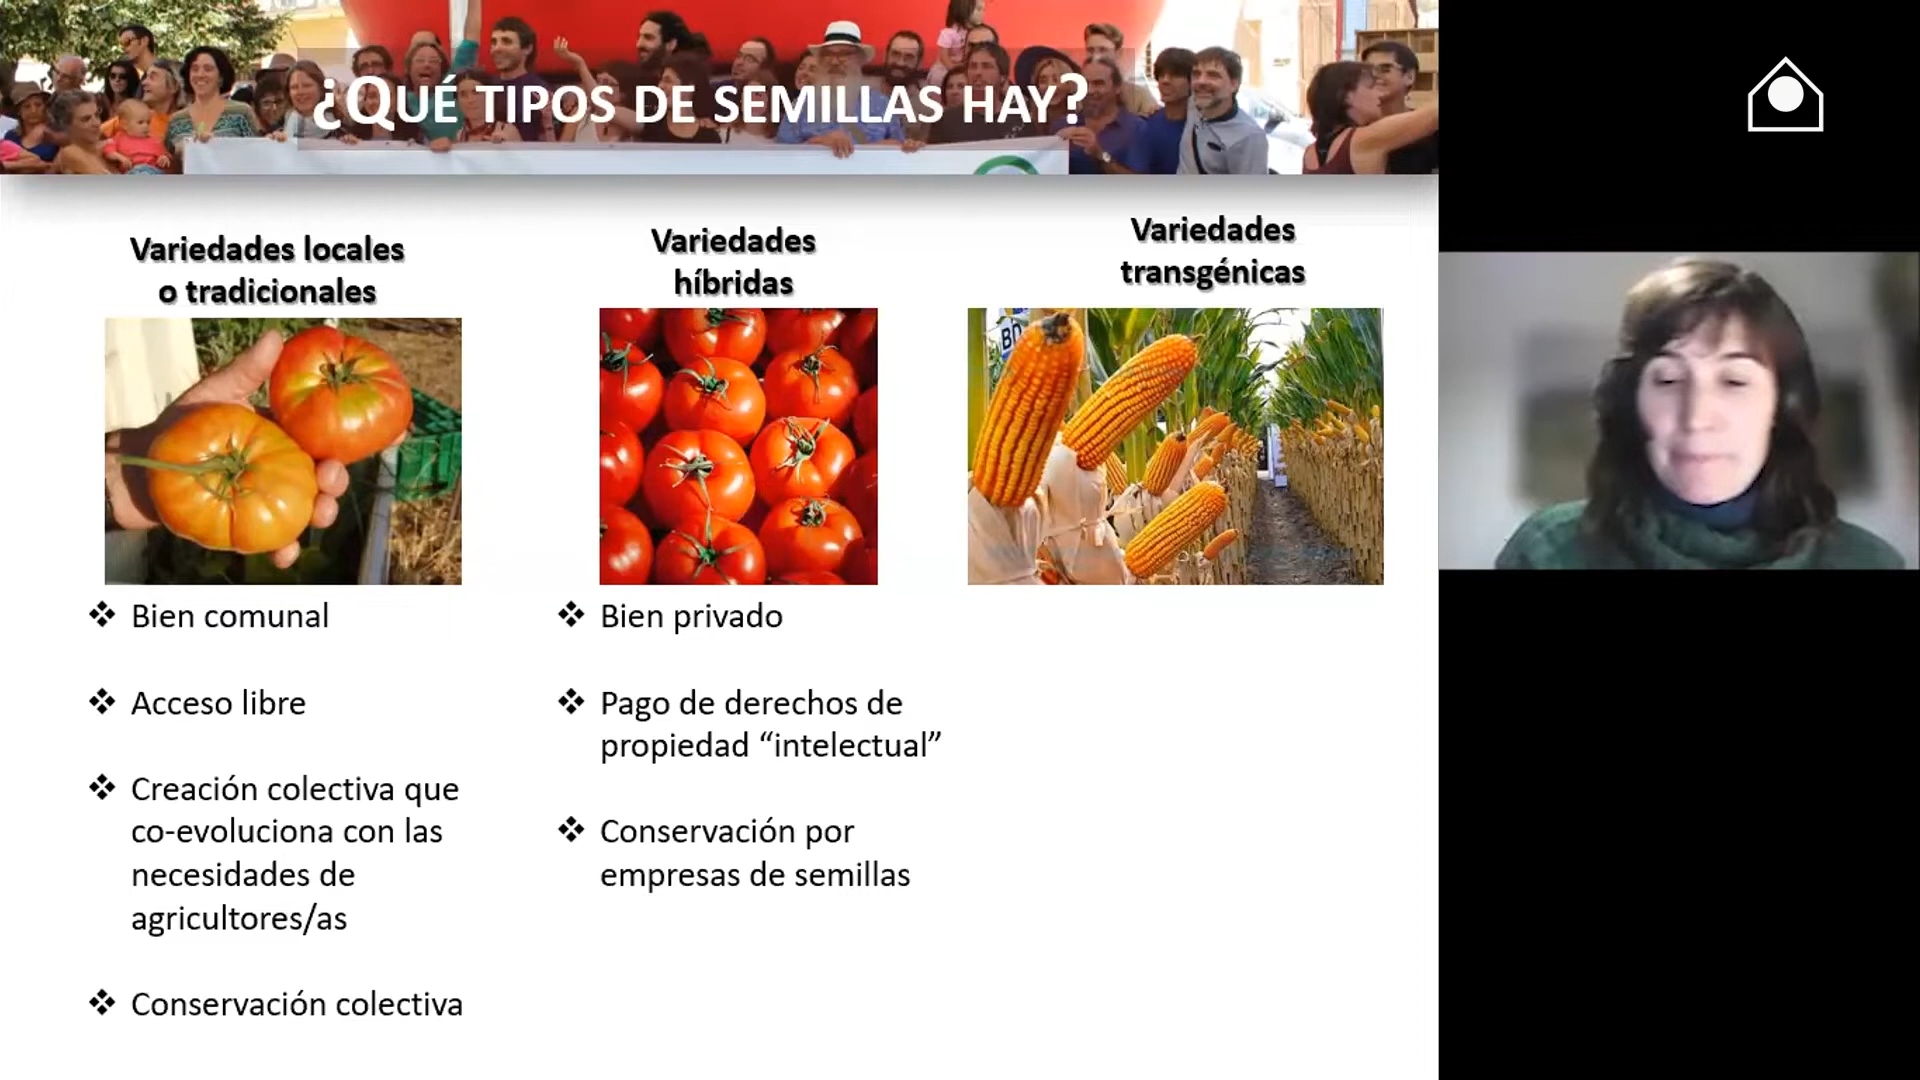 ¿QUÉ TIPOS DE SEMILLAS HAY?
Variedades locales
o tradicionales
Variedades
híbridas
Variedades
transgénicas
BD
❖ Bien comunal
❖ Acceso libre
❖ Creación colectiva que
co-evoluciona con las
necesidades de
agricultores/as
❖ Conservación colectiva
❖ Bien privado
❖ Pago de derechos de
propiedad “intelectual”
❖ Conservación por
empresas de semillas